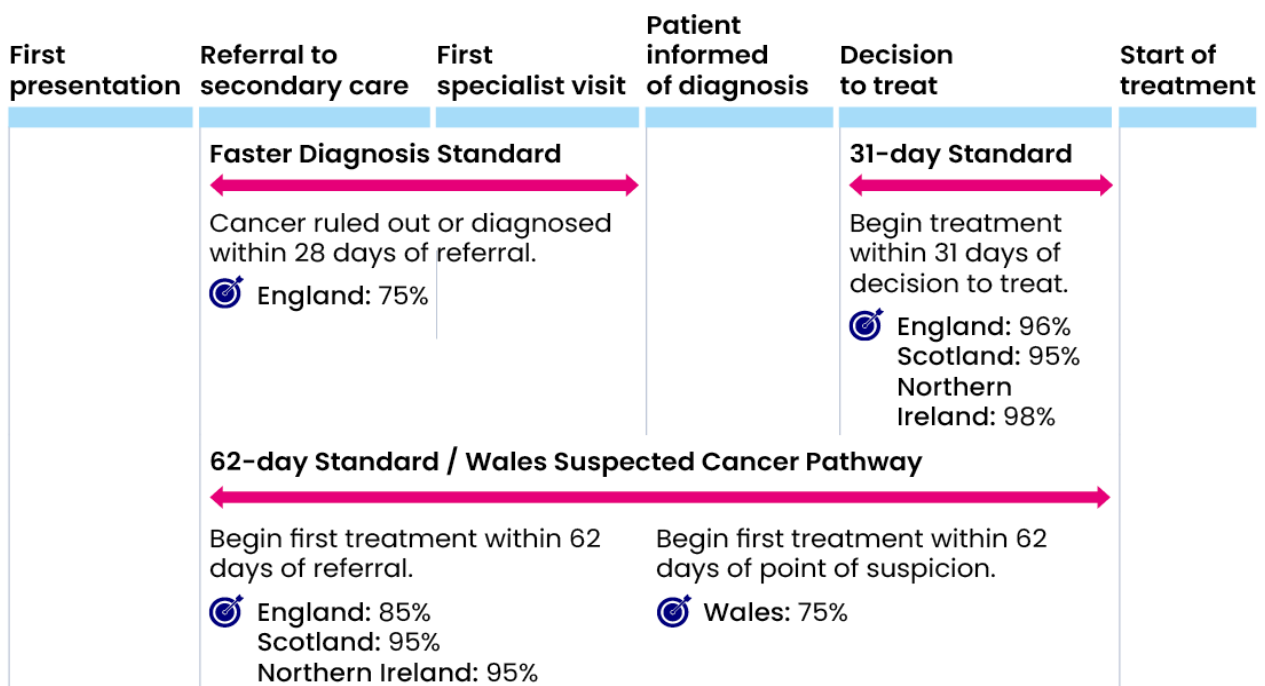 First presentation
Referral to secondary care
First specialist visit
Patient informed of diagnosis
Decision to treat
Start of treatment
Faster Diagnosis Standard
Cancer ruled out or diagnosed
within 28 days of referral.
England: 75%
31-day Standard
Begin treatment
within 31 days of
decision to treat.
England: 96%
Scotland: 95%
Northern
Ireland: 98%
62-day Standard / Wales Suspected Cancer Pathway
Begin first treatment within 62
days of referral.
England: 85%
Scotland: 95%
Northern Ireland: 95%
Begin first treatment within 62
days of point of suspicion.
Wales: 75%